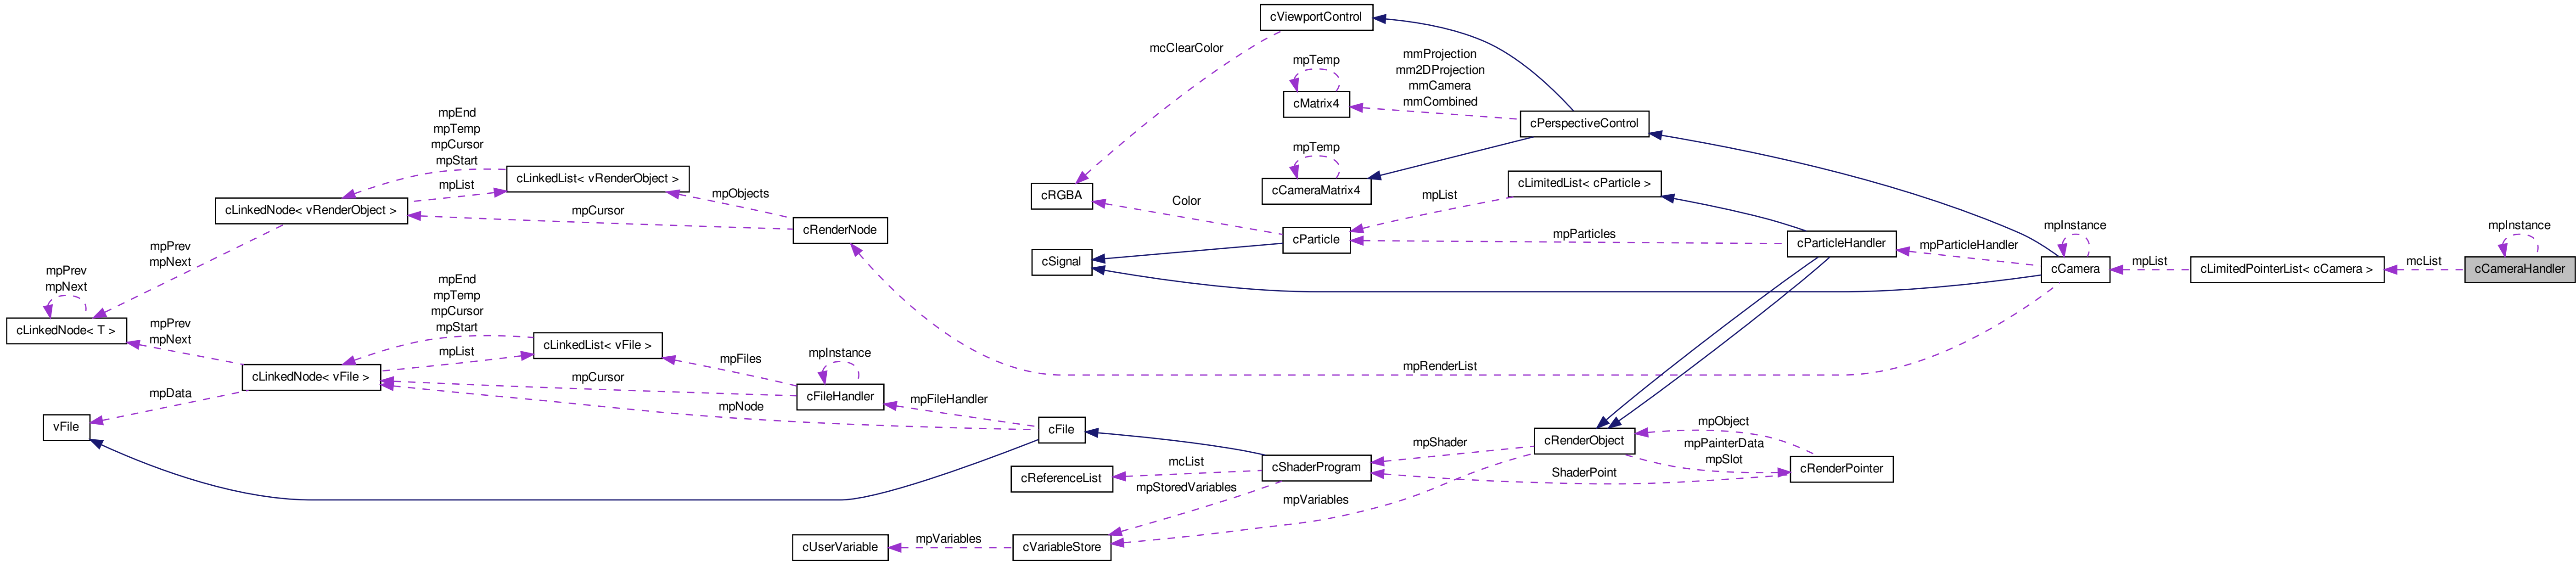 cViewportControl
mcClearColor
mmProjection
mm2DProjection
mmCamera
mmCombined
mpTemp
cMatrix4
cPerspectiveControl
mpTemp
cCameraMatrix4
mpEnd
mpTemp
mpCursor
mpStart
cLinkedList< vRenderObject >
mpList
cLinkedNode< vRenderObject >
mpObjects
mpCursor
cRenderNode
cRGBA
Color
cLimitedList< cParticle >
mpList
cParticle
mpParticles
cParticleHandler
mpParticleHandler
cSignal
mpInstance
cCamera
mpList
cLimitedPointerList< cCamera >
mcList
mpInstance
cCameraHandler
mpPrev
mpNext
mpPrev
mpNext
cLinkedNode< T >
mpPrev
mpNext
mpEnd
mpTemp
mpCursor
mpStart
cLinkedList< vFile >
mpList
cLinkedNode< vFile >
mpFiles
mpInstance
mpCursor
cFileHandler
mpNode
mpFileHandler
mpRenderList
mpData
vFile
cFile
mpShader
cRenderObject
mpObject
mpPainterData
mpSlot
cRenderPointer
ShaderPoint
cShaderProgram
mcList
cReferenceList
mpStoredVariables
mpVariables
cUserVariable
mpVariables
cVariableStore